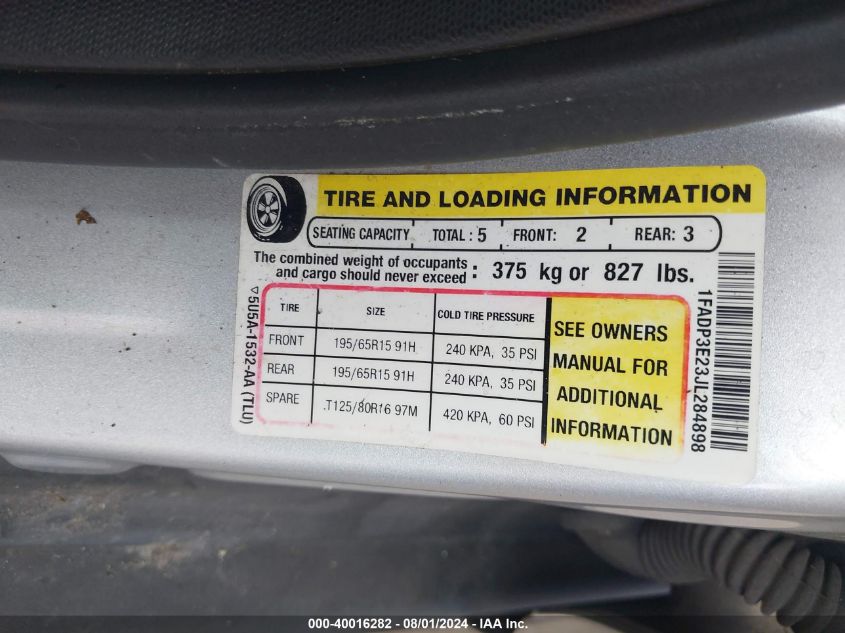 TIRE AND LOADING INFORMATION
SEATING CAPACITY TOTAL : 5 FRONT: 2 REAR: 3
The combined weight of occupants
and cargo should never exceed : 375 kg or 827 lbs.
TIRE SIZE COLD TIRE PRESSURE
FRONT 195/65R15 91H 240 KPA, 35 PSI
REAR 195/65R15 91H 240 KPA, 35 PSI
SPARE T125/80R16 97M 420 KPA, 60 PSI
SEE OWNERS
MANUAL FOR
ADDITIONAL
INFORMATION
5U5A-1532-AA (TLU)
1FADP3E23JL284898
000-40016282 - 08/01/2024 - IAA Inc.